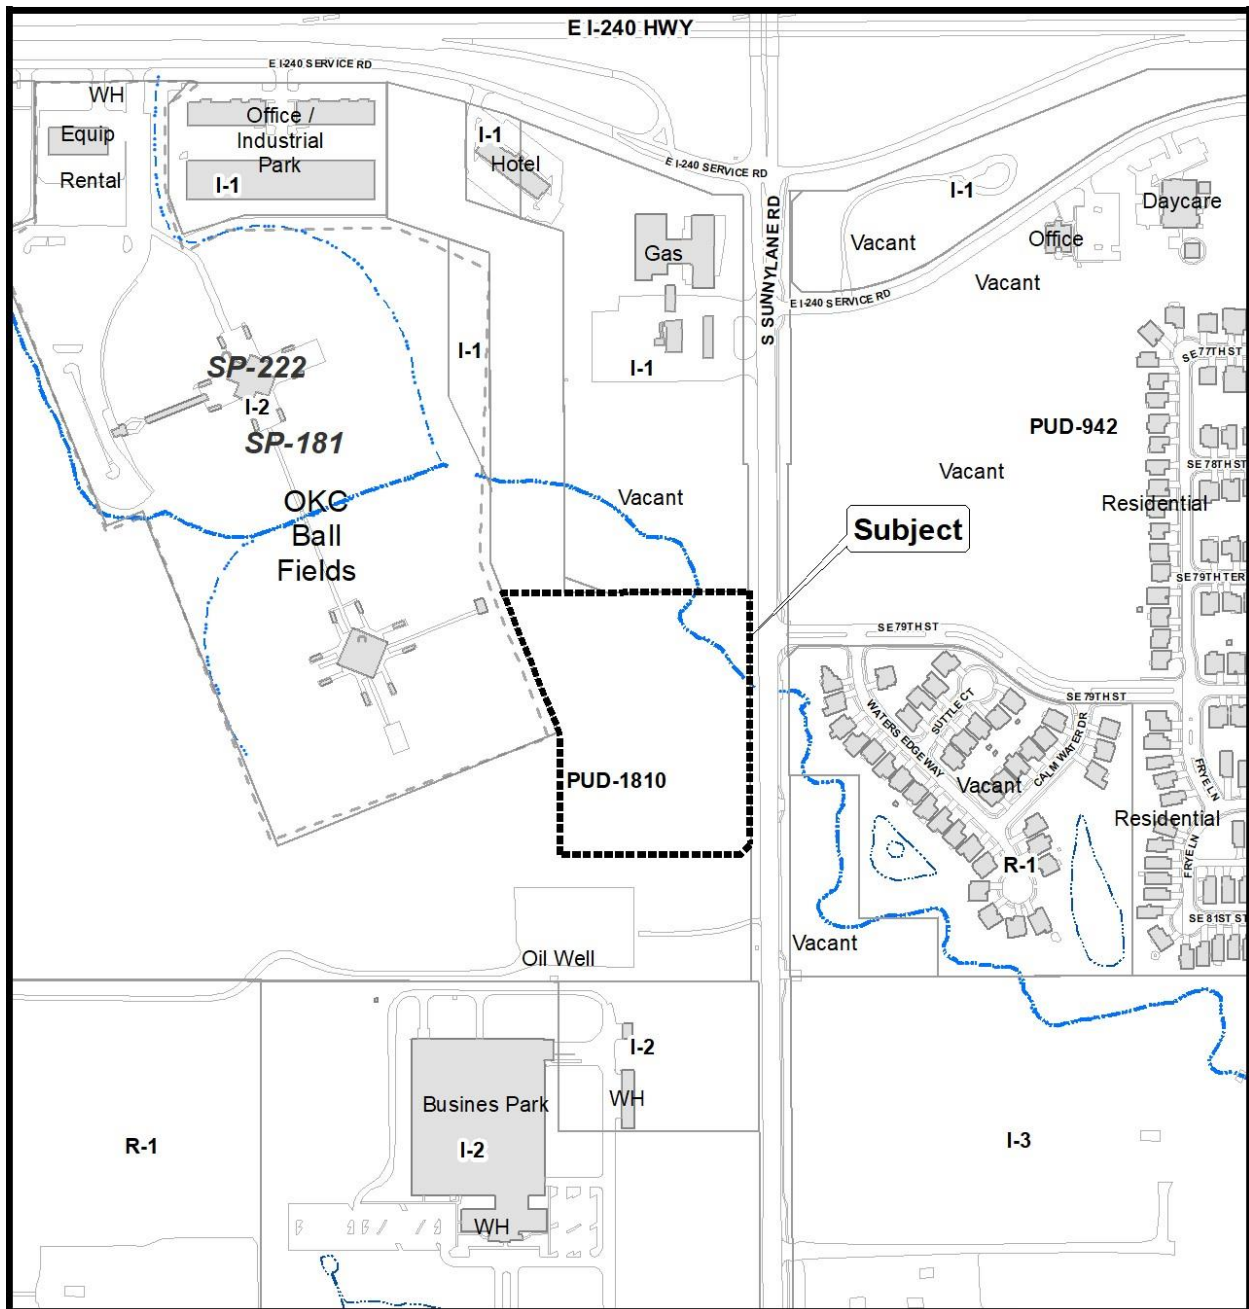 E I-240 HWY
E I-240 SERVICE RD
WH
Equip
Rental
Office /
Industrial
Park
I-1
I-1
Hotel
E I-240 SERVICE RD
I-1
Daycare
Office
Vacant
Vacant
Gas
S SUNNYLANE RD
E I-240 SERVICE RD
I-1
I-1
SP-222
I-2
SP-181
SE 77TH ST
PUD-942
SE 78TH ST
Vacant
Residential
Vacant
OKC
Ball
Fields
Subject
SE 79TH TER
SE 79TH ST
SE 79TH ST
WATERS EDGE WAY
SUTTLE CT
CALM WATER DR
Vacant
PUD-1810
FRYE LN
Residential
FRYE LN
R-1
SE 81ST ST
Vacant
Oil Well
I-2
WH
Busines Park
I-2
WH
R-1
I-3